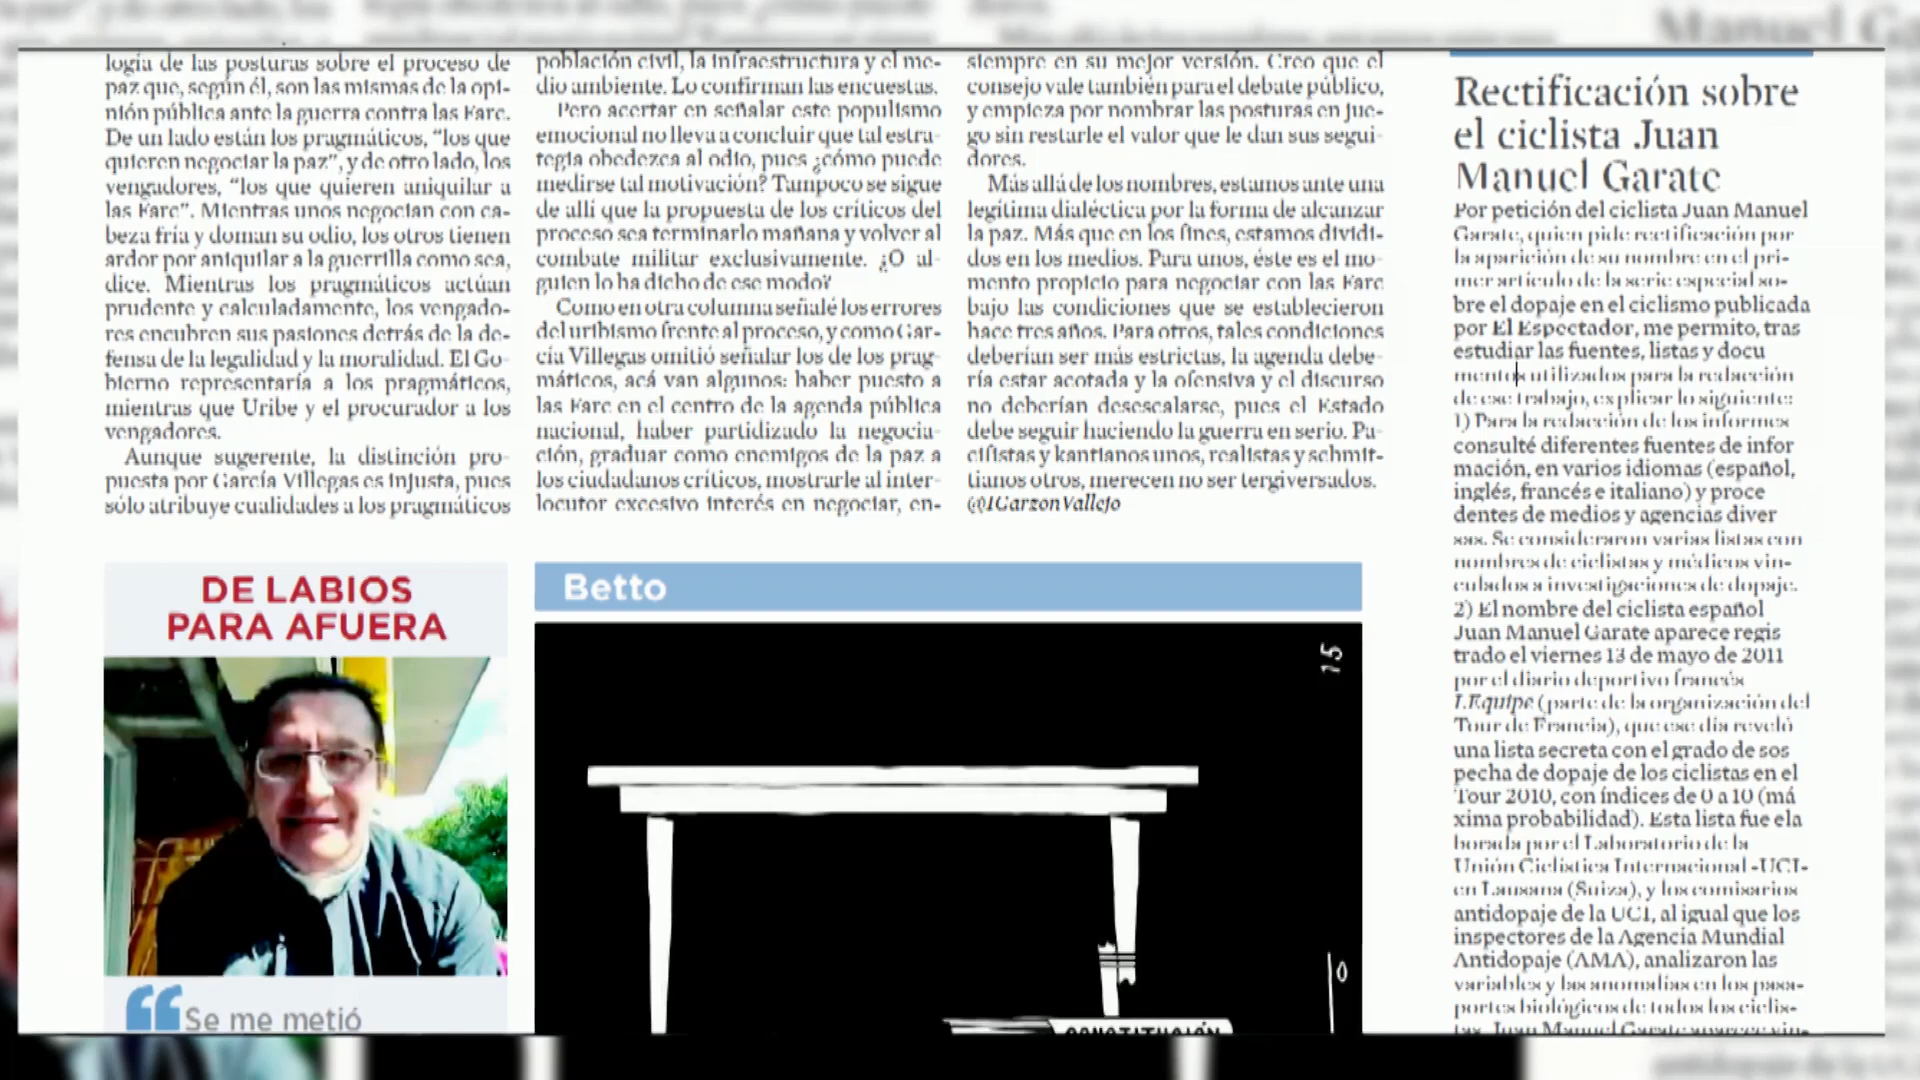 logía de las posturas sobre el proceso de
paz que, según él, son las mismas de la opi-
nión pública ante la guerra contra las Farc.
De un lado están los pragmáticos, “los que
quieren negociar la paz”, y de otro lado, los
vengadores, “los que quieren aniquilar a
las Farc”. Mientras unos negocian con ca-
beza fría y doman su odio, los otros tienen
ardor por aniquilar a la guerrilla como sea,
dice. Mientras los pragmáticos actúan
prudente y calculadamente, los vengado-
res encubren sus pasiones detrás de la de-
fensa de la legalidad y la moralidad. El Go-
bierno representaría a los pragmáticos,
mientras que Uribe y el procurador a los
vengadores.
Aunque sugerente, la distinción pro-
puesta por García Villegas es injusta, pues
sólo atribuye cualidades a los pragmáticos
población civil, la infraestructura y el me-
dio ambiente. Lo confirman las encuestas.
Pero acertar en señalar este populismo
emocional no lleva a concluir que tal estra-
tegia obedezca al odio, pues ¿cómo puede
medirse tal motivación? Tampoco se sigue
de allí que la propuesta de los críticos del
proceso sea terminarlo mañana y volver al
combate militar exclusivamente. ¿O al-
guien lo ha dicho de ese modo?
Como en otra columna señalé los errores
del uribismo frente al proceso, y como Gar-
cía Villegas omitió señalar los de los prag-
máticos, acá van algunos: haber puesto a
las Farc en el centro de la agenda pública
nacional, haber partidizado la negocia-
ción, graduar como enemigos de la paz a
los ciudadanos críticos, mostrarle al inter-
locutor excesivo interés en negociar, en-
siempre en su mejor versión. Creo que el
consejo vale también para el debate público,
y empieza por nombrar las posturas en jue-
go sin restarle el valor que le dan sus segui-
dores.
Más allá de los nombres, estamos ante una
legítima dialéctica por la forma de alcanzar
la paz. Más que en los fines, estamos dividi-
dos en los medios. Para unos, éste es el mo-
mento propicio para negociar con las Farc
bajo las condiciones que se establecieron
hace tres años. Para otros, tales condiciones
deberían ser más estrictas, la agenda debe-
ría estar acotada y la ofensiva y el discurso
no deberían desescalarse, pues el Estado
debe seguir haciendo la guerra en serio. Pa-
cifistas y kantianos unos, realistas y schmit-
tianos otros, merecen no ser tergiversados.
@IGarzonVallejo
DE LABIOS
PARA AFUERA
“Se me metió
Betto
15
CONSTITUCIÓN
Rectificación sobre
el ciclista Juan
Manuel Garate
Por petición del ciclista Juan Manuel
Garate, quien pide rectificación por
la aparición de su nombre en el pri-
mer artículo de la serie especial so-
bre el dopaje en el ciclismo publicada
por El Espectador, me permito, tras
estudiar las fuentes, listas y docu
mentos utilizados para la redacción
de ese trabajo, explicar lo siguiente:
1) Para la redacción de los informes
consulté diferentes fuentes de infor
mación, en varios idiomas (español,
inglés, francés e italiano) y proce
dentes de medios y agencias diver
sas. Se consideraron varias listas con
nombres de ciclistas y médicos vin-
culados a investigaciones de dopaje.
2) El nombre del ciclista español
Juan Manuel Garate aparece regis
trado el viernes 13 de mayo de 2011
por el diario deportivo francés
L'Equipe (parte de la organización del
Tour de Francia), que ese día reveló
una lista secreta con el grado de sos
pecha de dopaje de los ciclistas en el
Tour 2010, con índices de 0 a 10 (má
xima probabilidad). Esta lista fue ela
borada por el Laboratorio de la
Unión Ciclística Internacional -UCI-
en Lausana (Suiza), y los comisarios
antidopaje de la UCI, al igual que los
inspectores de la Agencia Mundial
Antidopaje (AMA), analizaron las
variables y las anomalías en los pasa-
portes biológicos de todos los ciclis-
tas. Juan Manuel Garate aparece